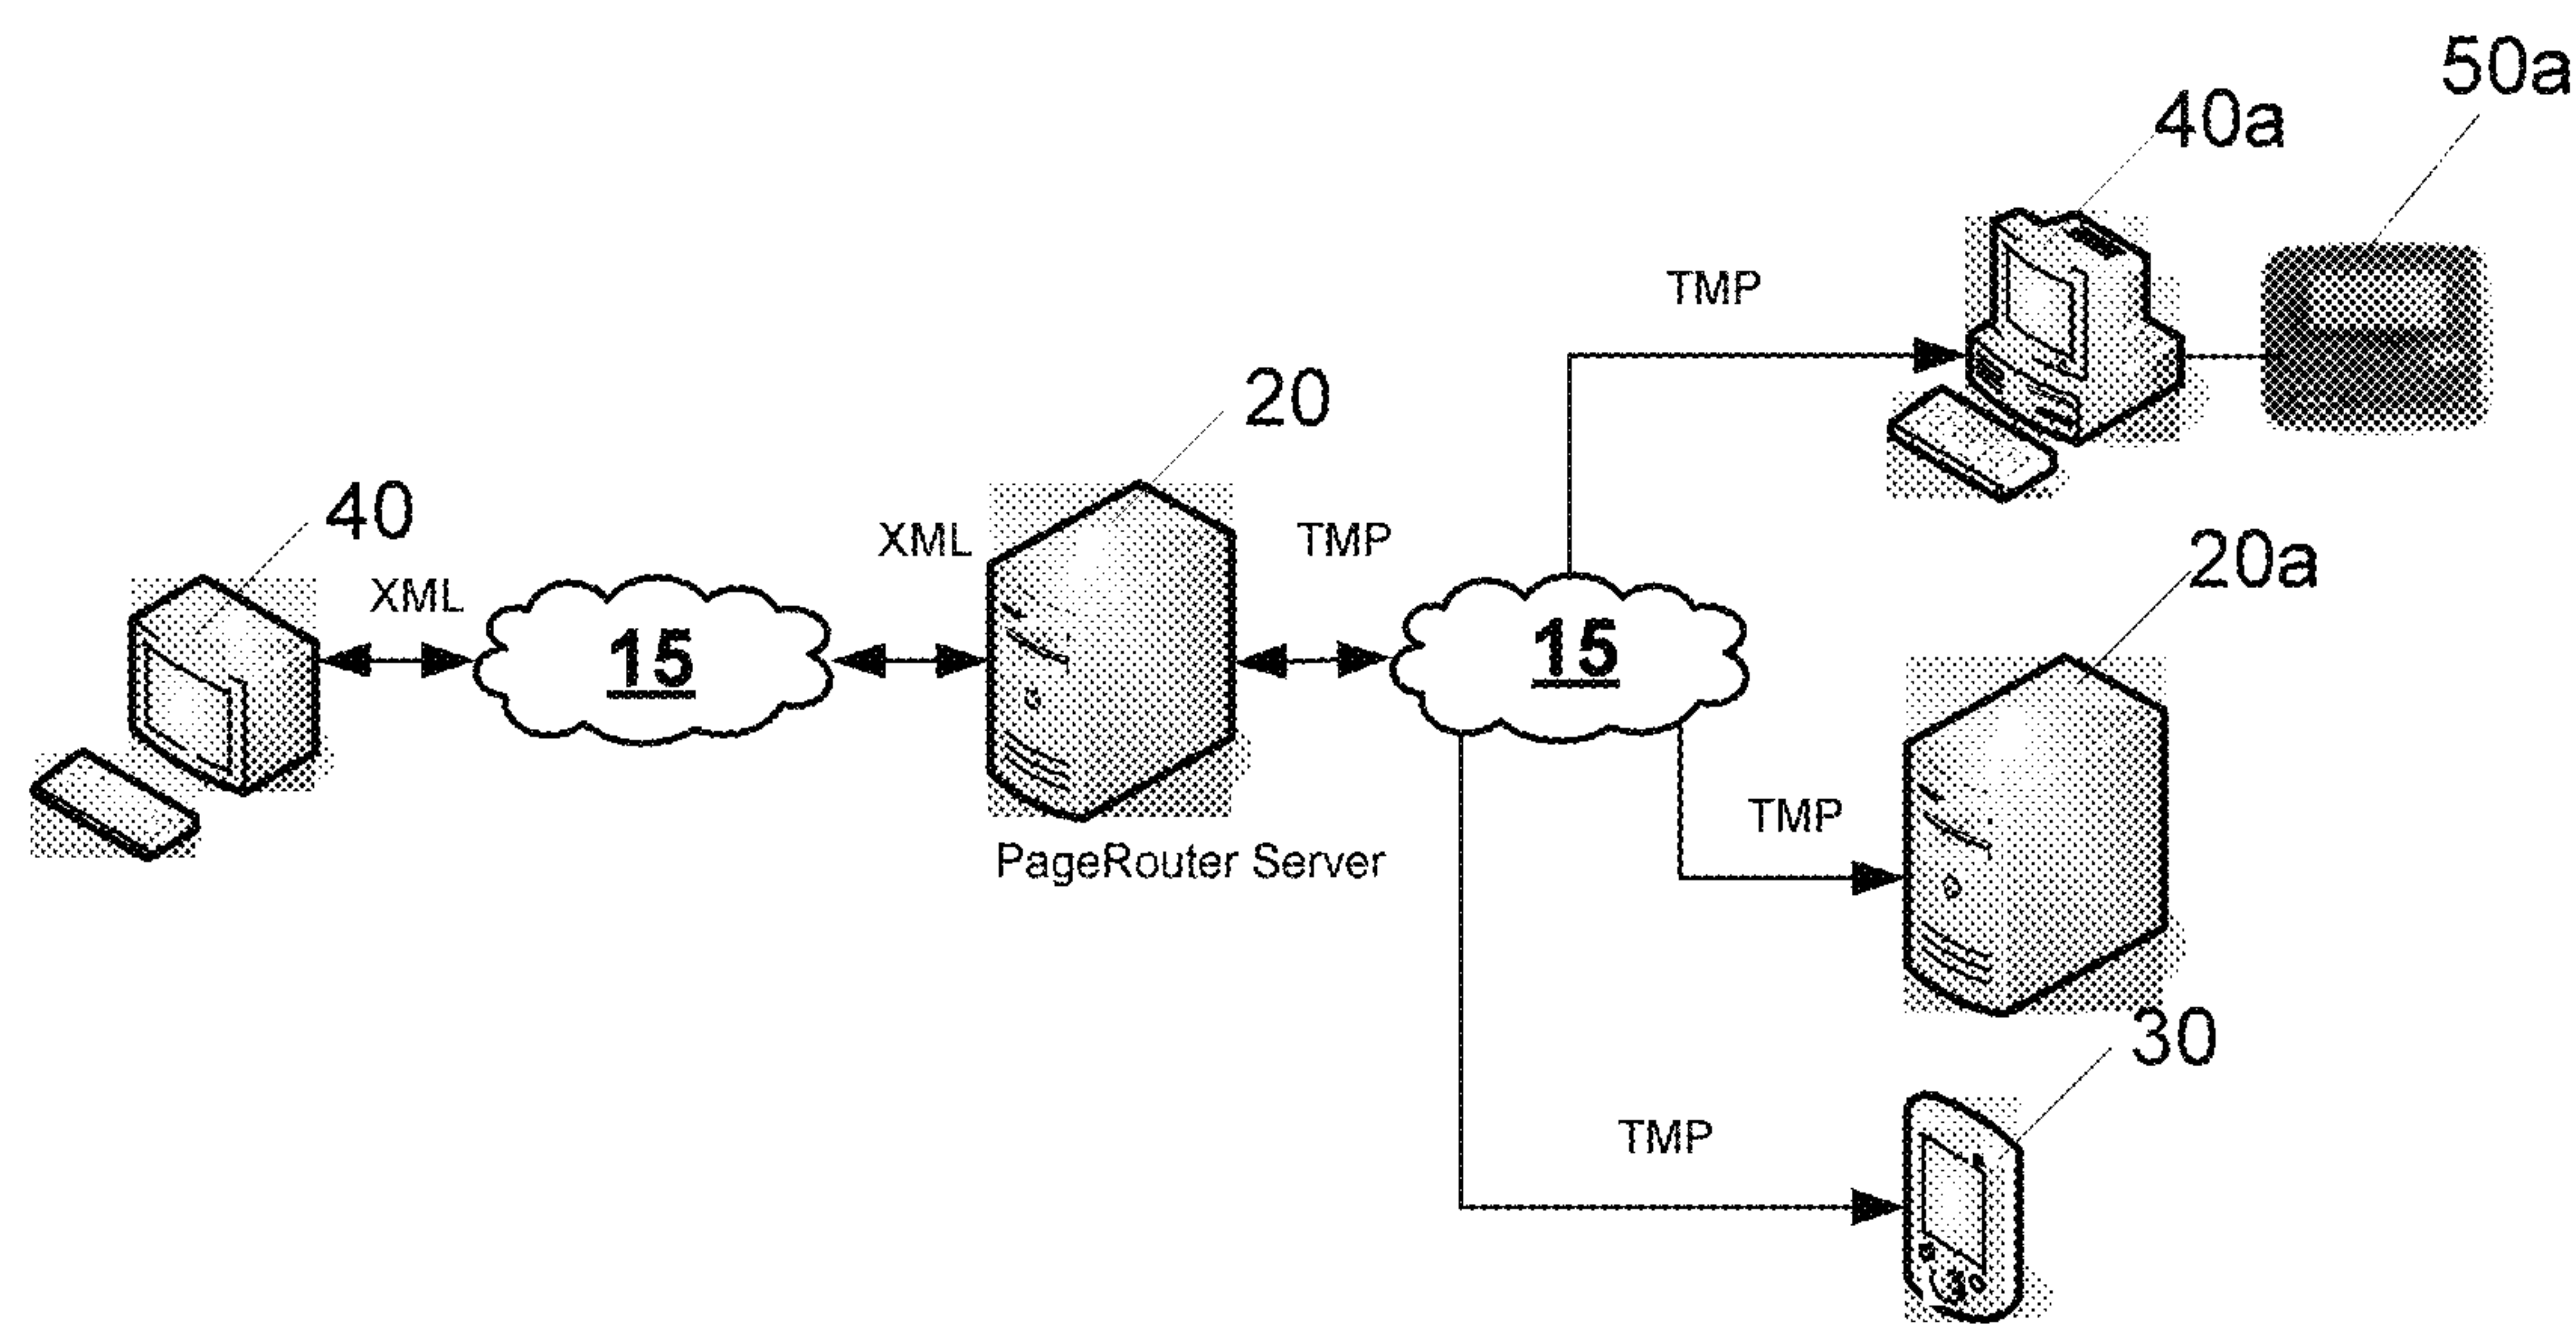 50a
40a
TMP
20
40
XML
XML
TMP
20a
15
15
TMP
PageRouter Server
30
TMP